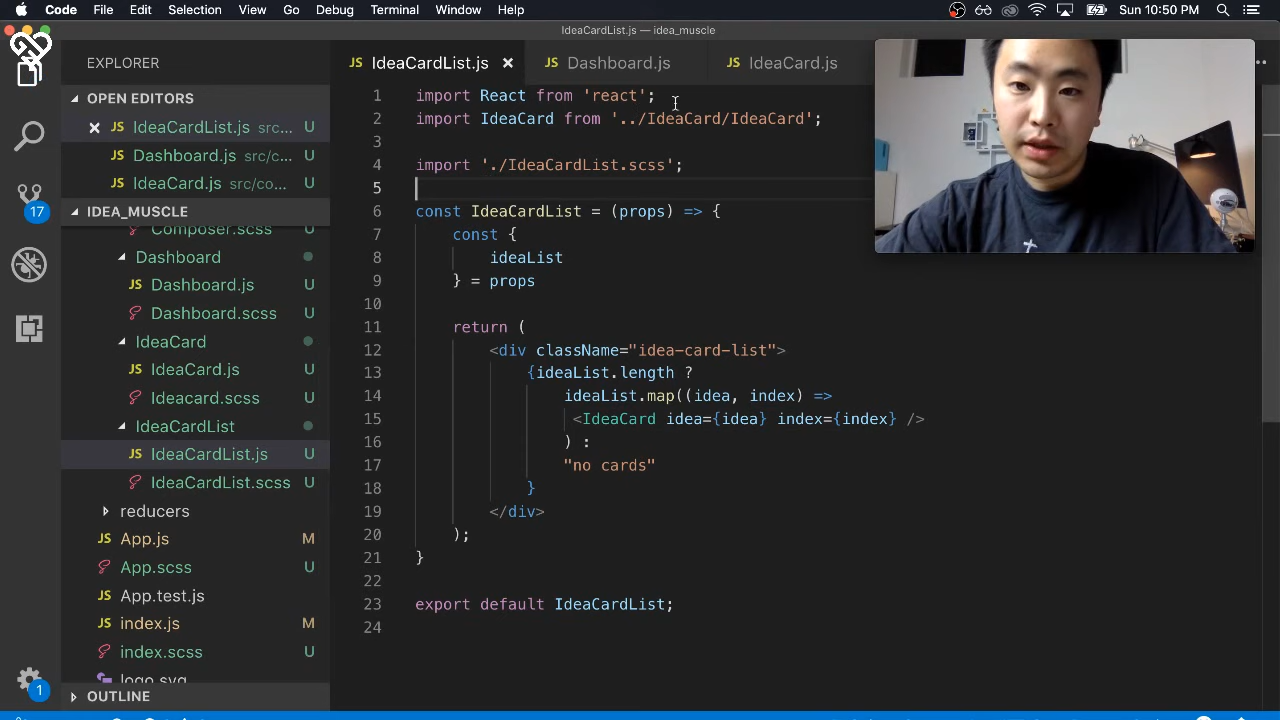 Code File Edit Selection View Go Debug Terminal Window Help Sun 10:50 PM
IdeaCardList.js — idea_muscle
EXPLORER
OPEN EDITORS
JS IdeaCardList.js src... U
JS Dashboard.js src/c... U
JS IdeaCard.js src/co... U
IDEA_MUSCLE
Composer.scss U
Dashboard
JS Dashboard.js U
Dashboard.scss U
IdeaCard
JS IdeaCard.js U
Ideacard.scss U
IdeaCardList
JS IdeaCardList.js U
IdeaCardList.scss U
reducers
JS App.js M
App.scss U
App.test.js
JS index.js M
index.scss U
logo.svg
OUTLINE
17
1
JS IdeaCardList.js JS Dashboard.js JS IdeaCard.js
1 import React from 'react';
2 import IdeaCard from '../IdeaCard/IdeaCard';
3
4 import './IdeaCardList.scss';
5
6 const IdeaCardList = (props) => {
7 const {
8 ideaList
9 } = props
10
11 return (
12 <div className="idea-card-list">
13 {ideaList.length ?
14 ideaList.map((idea, index) =>
15 <IdeaCard idea={idea} index={index} />
16 ) :
17 "no cards"
18 }
19 </div>
20 );
21 }
22
23 export default IdeaCardList;
24